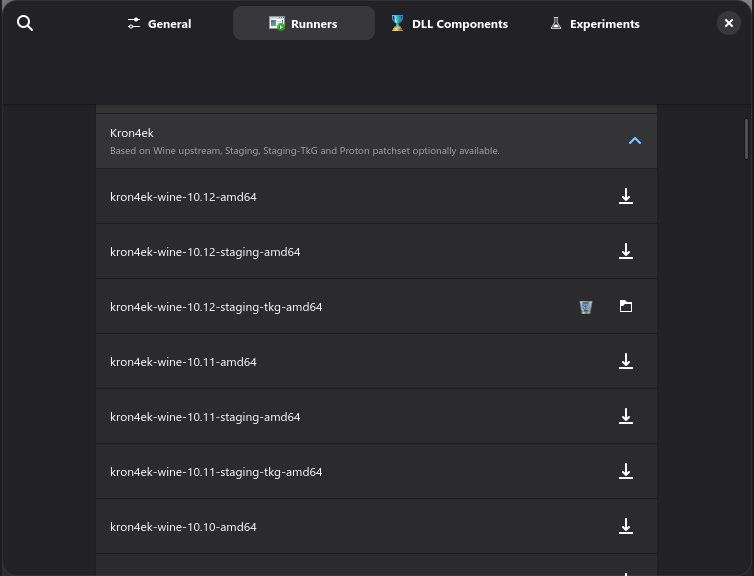 General
Runners
DLL Components
Experiments
Kron4ek
Based on Wine upstream, Staging, Staging-TkG and Proton patchset optionally available.
kron4ek-wine-10.12-amd64
kron4ek-wine-10.12-staging-amd64
kron4ek-wine-10.12-staging-tkg-amd64
kron4ek-wine-10.11-amd64
kron4ek-wine-10.11-staging-amd64
kron4ek-wine-10.11-staging-tkg-amd64
kron4ek-wine-10.10-amd64